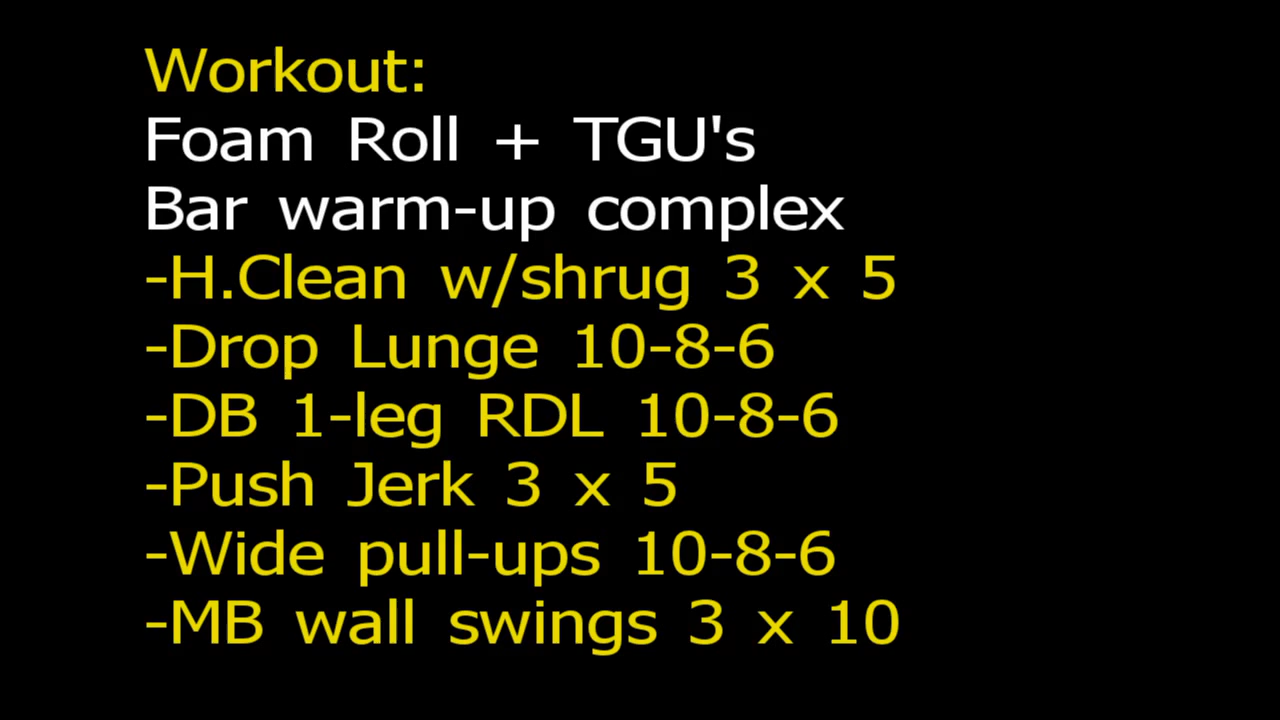 Workout:
Foam Roll + TGU's
Bar warm-up complex
-H.Clean w/shrug 3 x 5
-Drop Lunge 10-8-6
-DB 1-leg RDL 10-8-6
-Push Jerk 3 x 5
-Wide pull-ups 10-8-6
-MB wall swings 3 x 10